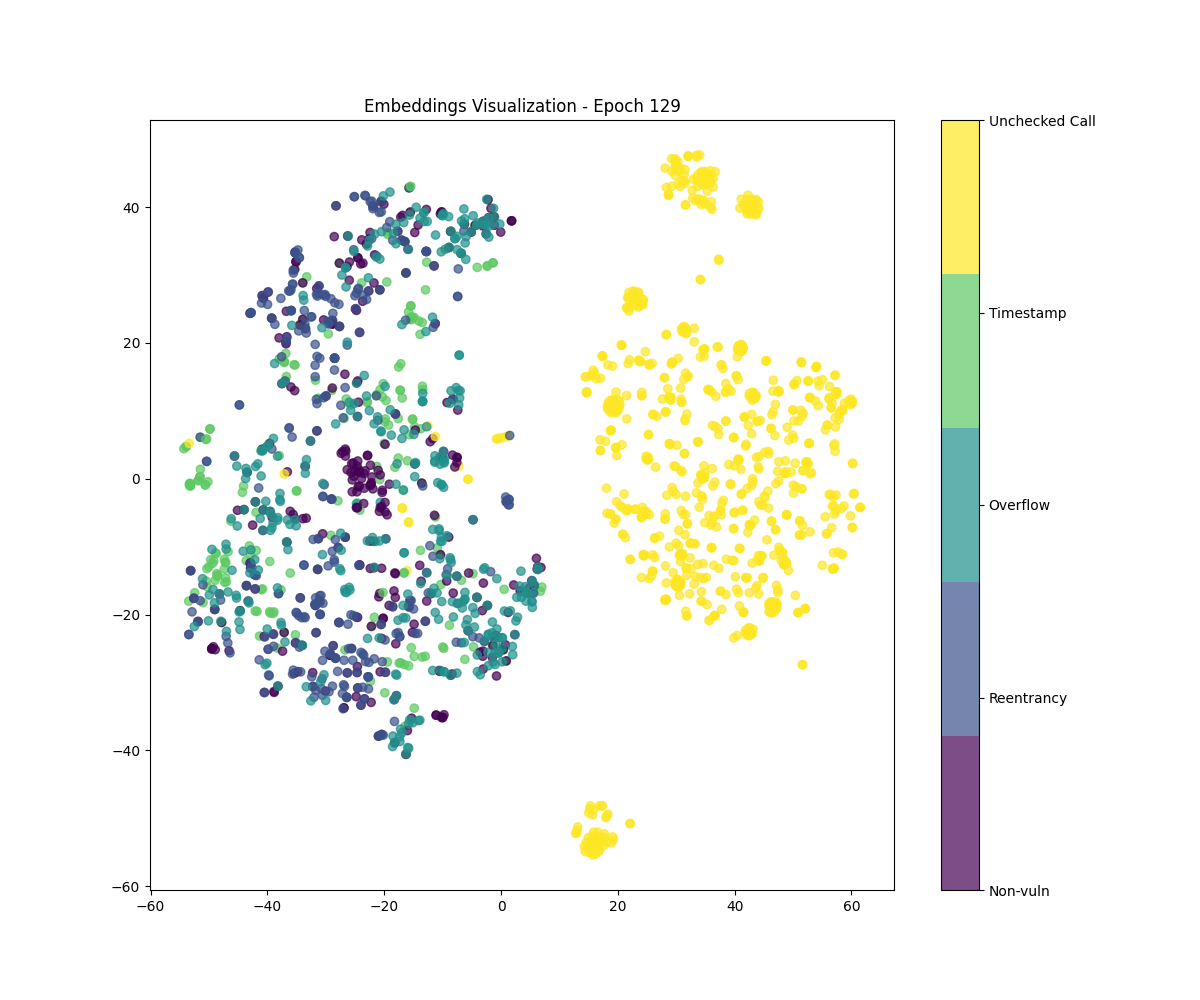 Embeddings Visualization - Epoch 129
Unchecked Call
Timestamp
Overflow
Reentrancy
Non-vuln
40
20
0
−20
−40
−60
−60
−40
−20
0
20
40
60